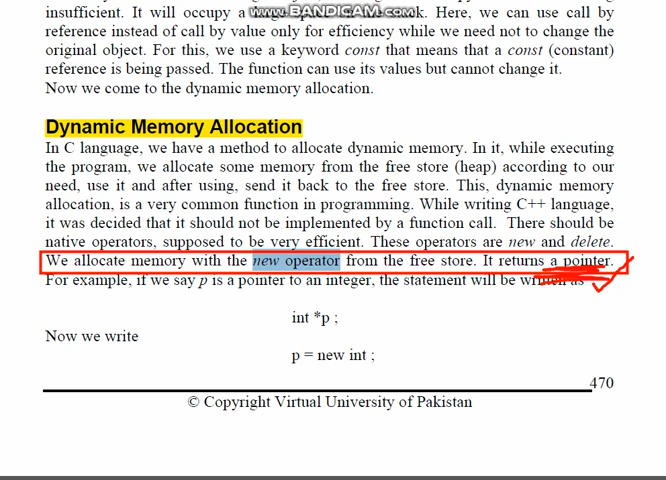 insufficient. It will occupy a k. Here, we can use call by
WWW.BANDICAM.COM
reference instead of call by value only for efficiency while we need not to change the
original object. For this, we use a keyword const that means that a const (constant)
reference is being passed. The function can use its values but cannot change it.
Now we come to the dynamic memory allocation.
Dynamic Memory Allocation
In C language, we have a method to allocate dynamic memory. In it, while executing
the program, we allocate some memory from the free store (heap) according to our
need, use it and after using, send it back to the free store. This, dynamic memory
allocation, is a very common function in programming. While writing C++ language,
it was decided that it should not be implemented by a function call. There should be
native operators, supposed to be very efficient. These operators are new and delete.
We allocate memory with the new operator from the free store. It returns a pointer.
For example, if we say p is a pointer to an integer, the statement will be written as
int *p ;
Now we write
p = new int ;
470
© Copyright Virtual University of Pakistan